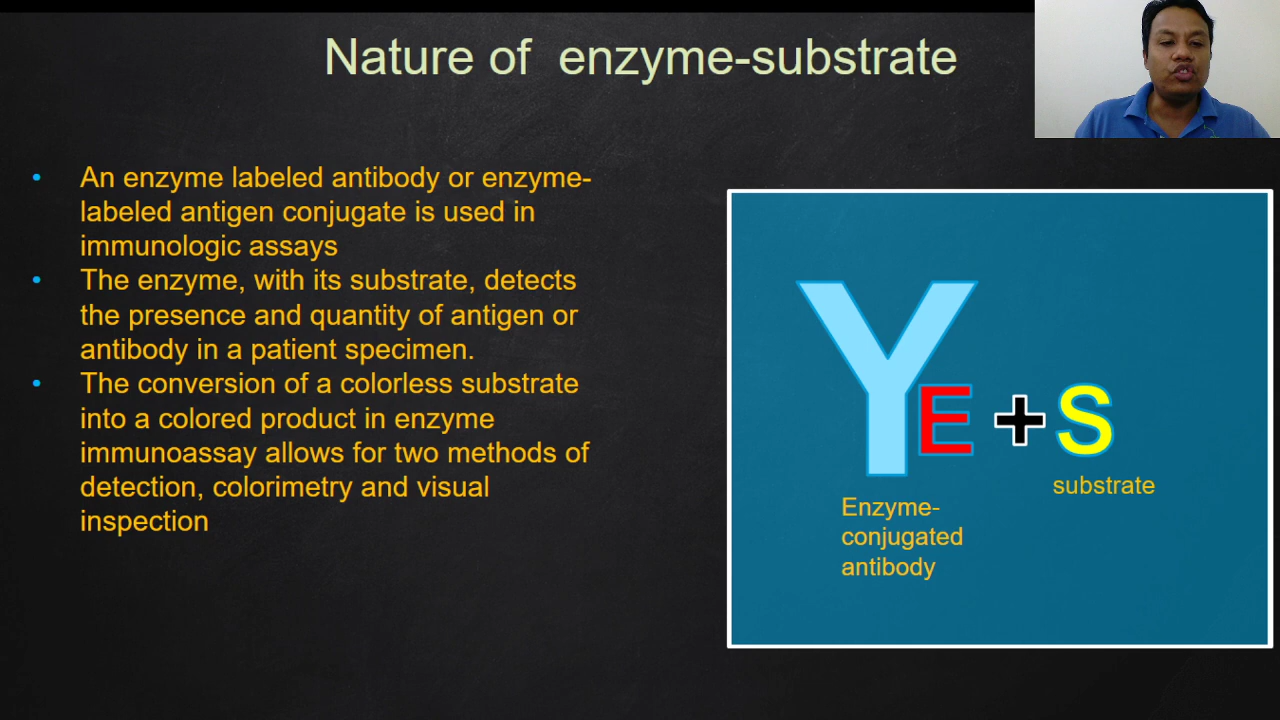 Nature of enzyme-substrate
• An enzyme labeled antibody or enzyme-
labeled antigen conjugate is used in
immunologic assays
• The enzyme, with its substrate, detects
the presence and quantity of antigen or
antibody in a patient specimen.
• The conversion of a colorless substrate
into a colored product in enzyme
immunoassay allows for two methods of
detection, colorimetry and visual
inspection
YE + S
substrate
Enzyme-
conjugated
antibody